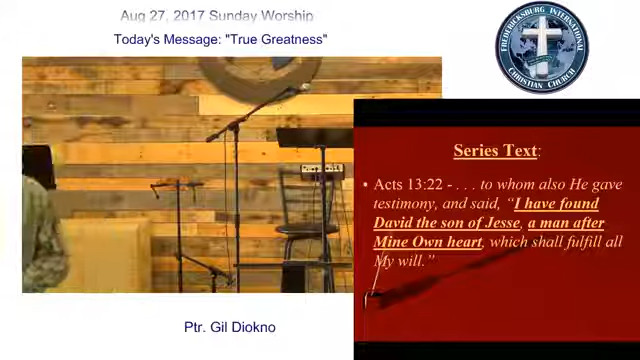 Aug 27, 2017 Sunday Worship
Today's Message: "True Greatness"
FREDERICKSBURG INTERNATIONAL
CHRISTIAN CHURCH
Series Text:
• Acts 13:22 - . . . to whom also He gave
testimony, and said, “I have found
David the son of Jesse, a man after
Mine Own heart, which shall fulfill all
My will.”
Ptr. Gil Diokno